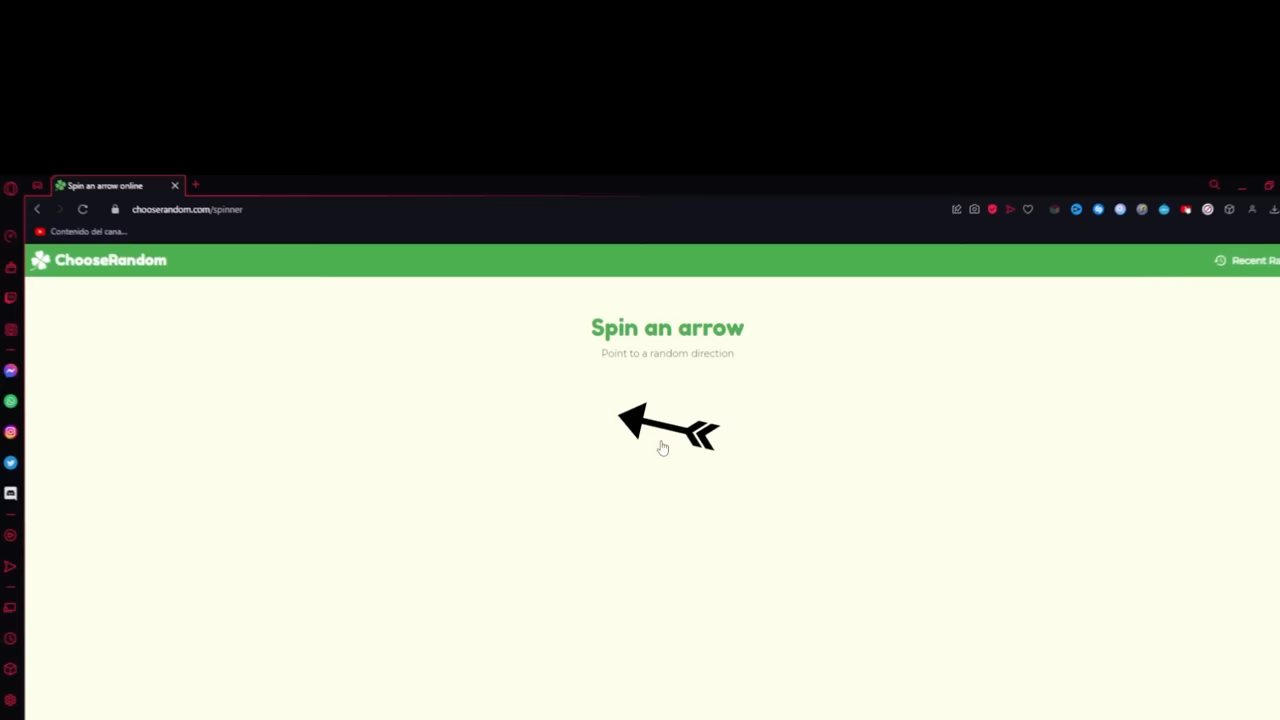 Spin an arrow online
chooserandom.com/spinner
Contenido del cana...
ChooseRandom
Recent Ra
Spin an arrow
Point to a random direction